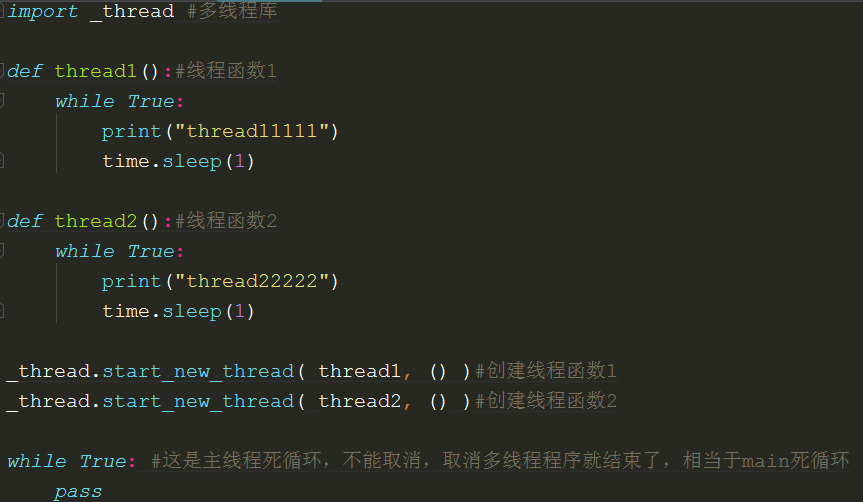 import _thread #多线程库
def thread1():#线程函数1
while True:
print("thread11111")
time.sleep(1)
def thread2():#线程函数2
while True:
print("thread22222")
time.sleep(1)
_thread.start_new_thread( thread1, () )#创建线程函数1
_thread.start_new_thread( thread2, () )#创建线程函数2
while True: #这是主线程死循环，不能取消，取消多线程程序就结束了，相当于main死循环
pass